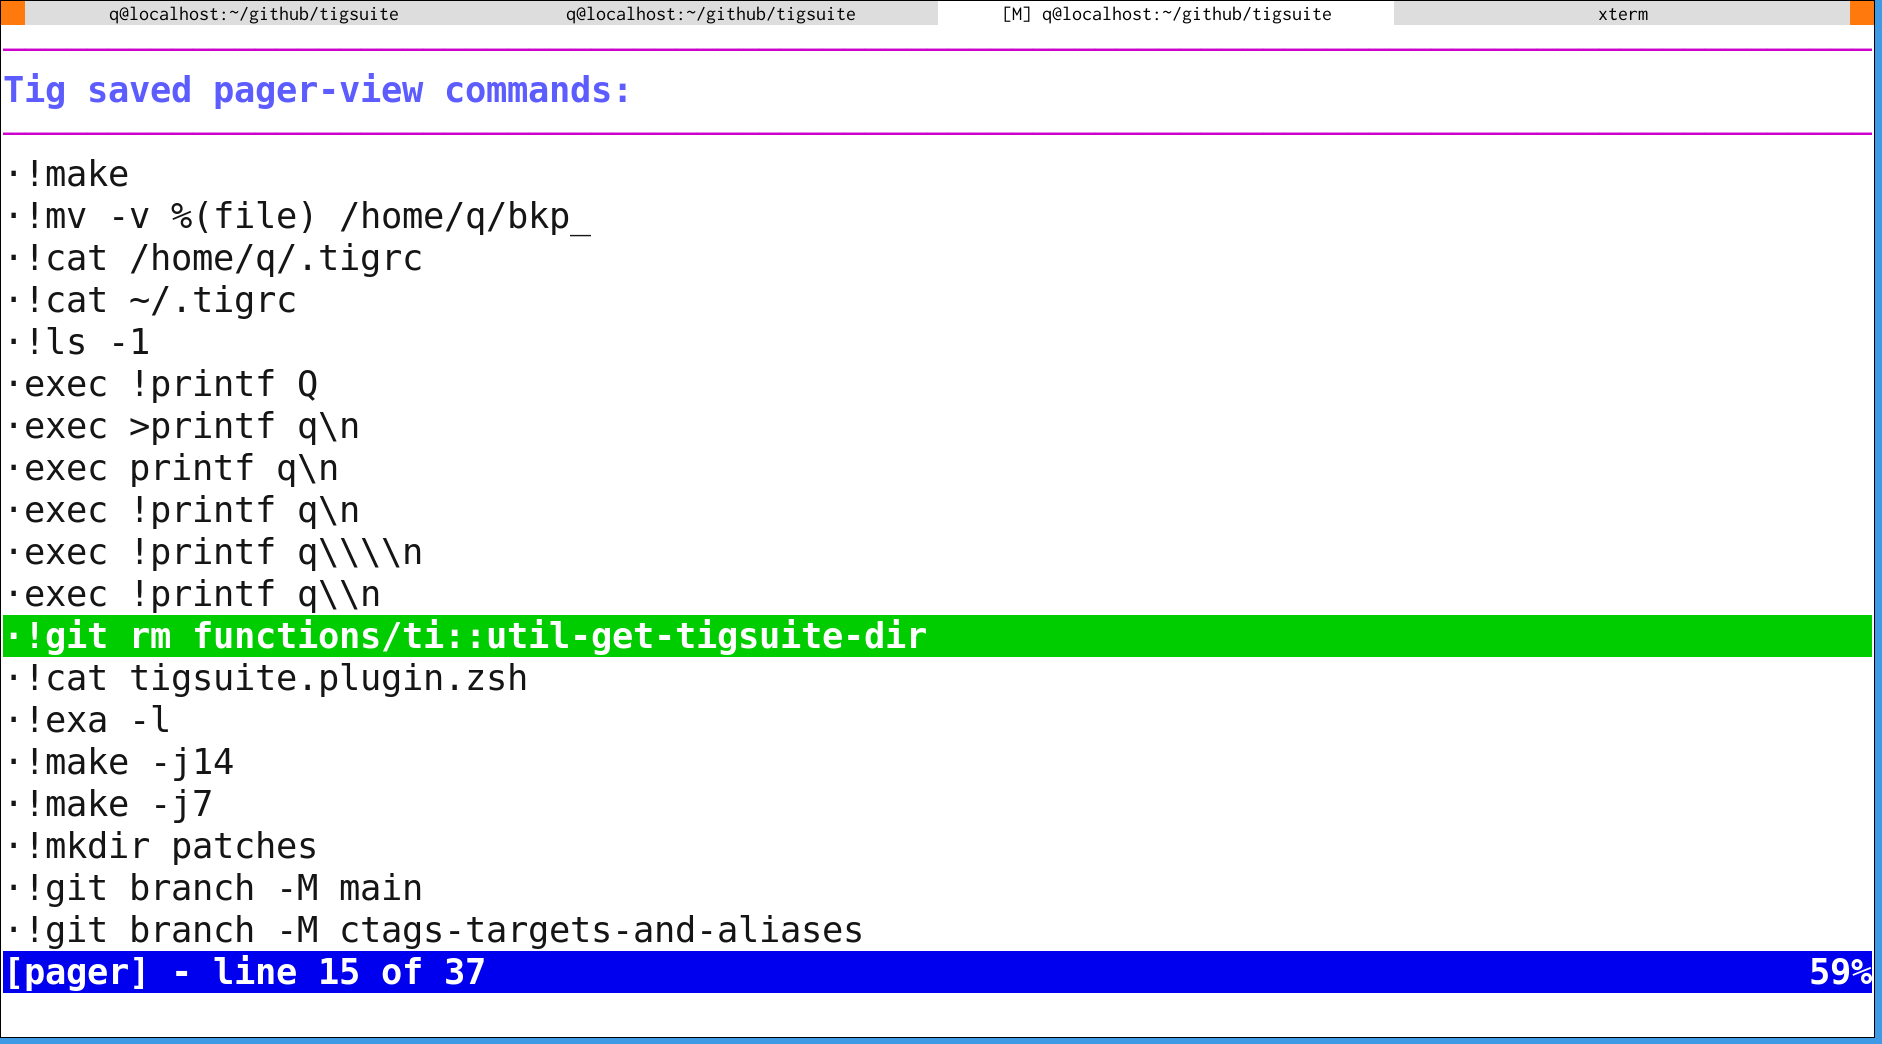 q@localhost:~/github/tigsuite q@localhost:~/github/tigsuite [M] q@localhost:~/github/tigsuite xterm
Tig saved pager-view commands:
·!make
·!mv -v %(file) /home/q/bkp_
·!cat /home/q/.tigrc
·!cat ~/.tigrc
·!ls -1
·exec !printf Q
·exec >printf q\n
·exec printf q\n
·exec !printf q\n
·exec !printf q\\\\n
·exec !printf q\\n
·!git rm functions/ti::util-get-tigsuite-dir
·!cat tigsuite.plugin.zsh
·!exa -l
·!make -j14
·!make -j7
·!mkdir patches
·!git branch -M main
·!git branch -M ctags-targets-and-aliases
[pager] - line 15 of 37 59%